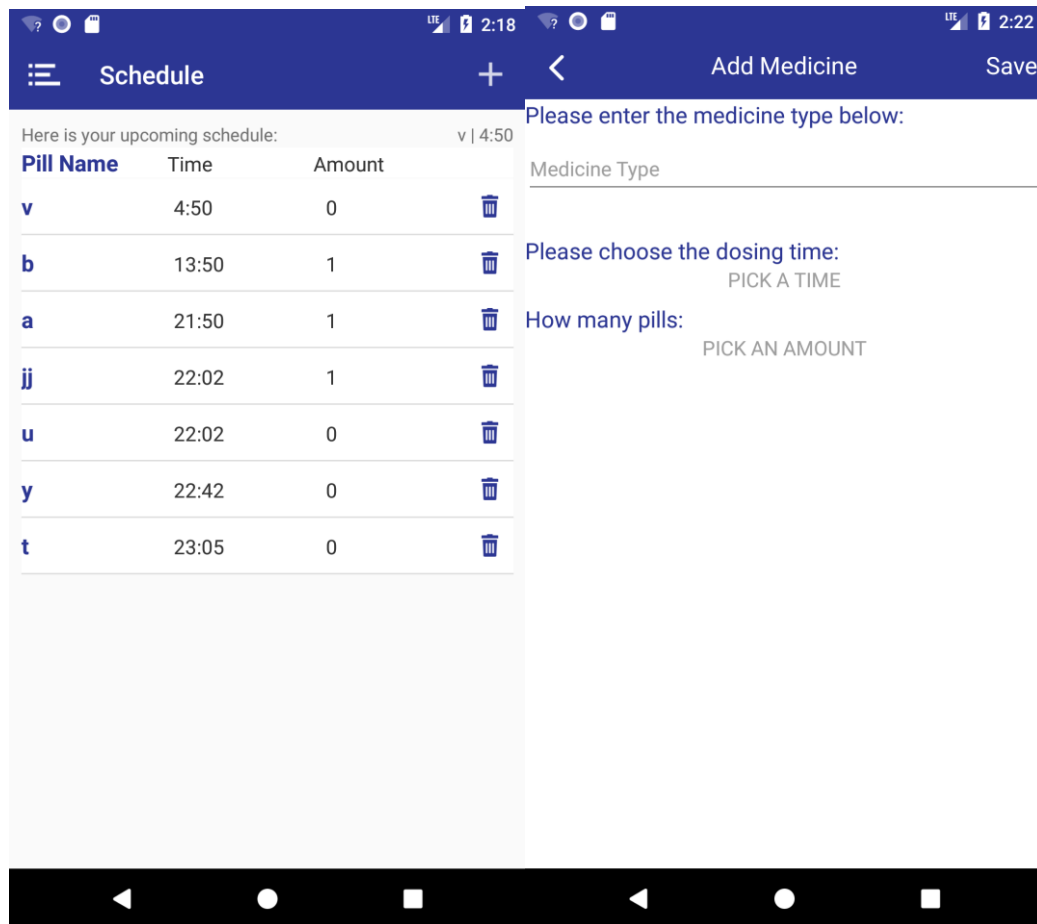 LTE 2:18
Schedule +
Here is your upcoming schedule: v | 4:50
Pill Name Time Amount
v 4:50 0
b 13:50 1
a 21:50 1
jj 22:02 1
u 22:02 0
y 22:42 0
t 23:05 0
LTE 2:22
Add Medicine Save
Please enter the medicine type below:
Medicine Type
Please choose the dosing time:
PICK A TIME
How many pills:
PICK AN AMOUNT